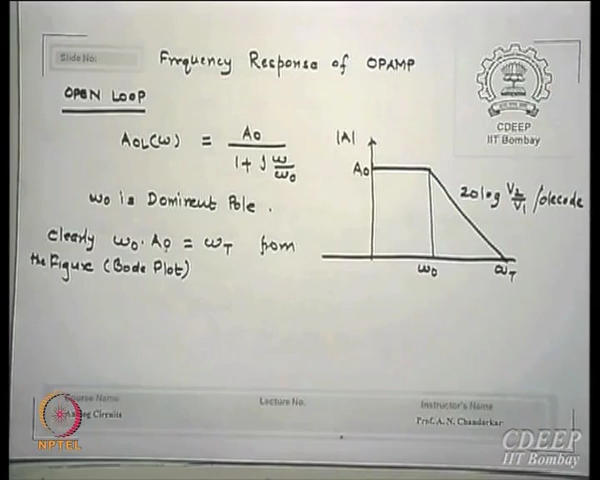 Slide No:
Frequency Response of OPAMP
CDEEP
IIT Bombay
OPEN LOOP
AOL(ω) = A0 / 1 + J ω/ω0
ω0 is Dominent Pole.
Clearly ω0 . A0 = ωT from
the Figure (Bode Plot)
|A|
A0
20 log V2/V1 /decade
ω0
ωT
Course Name
Analog Circuits
Lecture No.
Instructor's Name
Prof. A. N. Chandorkar
NPTEL
CDEEP
IIT Bombay